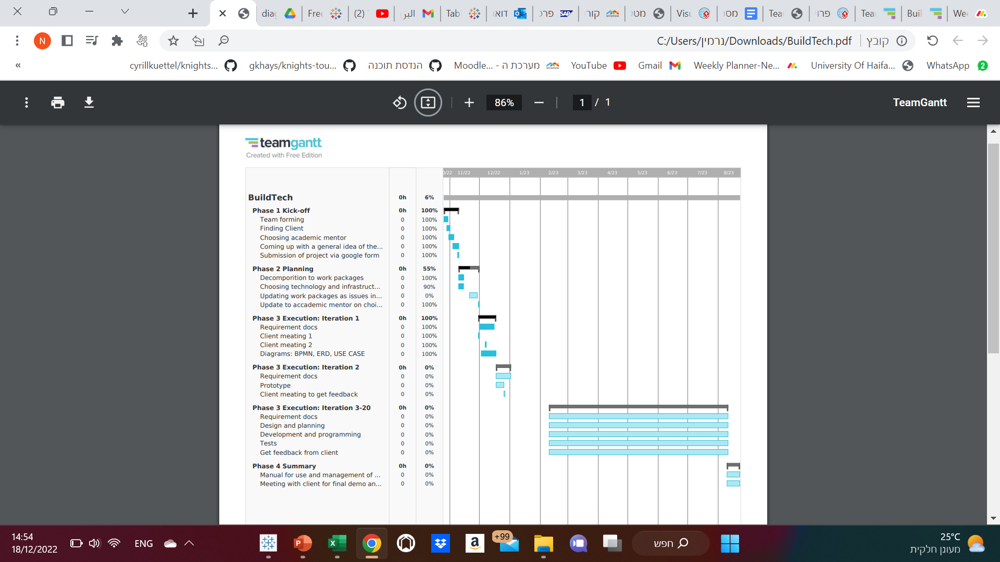 diag
Free
(2)
البر
Tab
דואר
פרכ
קור
מטל
Visu
מסכ
Tea
פרוי
Tea
Buil
We
N
C:/Users/נרמין/Downloads/BuildTech.pdf
קובץ
«
cyrillkuettel/knights...
gkhays/knights-tou...
הנדסת תוכנה
Moodle... - מערכת ה
YouTube
Gmail
Weekly Planner-Ne...
University Of Haifa...
WhatsApp
2
86%
1 / 1
TeamGantt
teamgantt
Created with Free Edition
0/22 11/22 12/22 1/23 2/23 3/23 4/23 5/23 6/23 7/23 8/23
BuildTech 0h 6%
Phase 1 Kick-off 0h 100%
Team forming 0 100%
Finding Client 0 100%
Choosing academic mentor 0 100%
Coming up with a general idea of the... 0 100%
Submission of project via google form 0 100%
Phase 2 Planning 0h 55%
Decomporition to work packages 0 100%
Choosing technology and infrastruct... 0 90%
Updating work packages as issues in... 0 0%
Update to accademic mentor on choi... 0 100%
Phase 3 Execution: Iteration 1 0h 100%
Requirement docs 0 100%
Client meating 1 0 100%
Client meating 2 0 100%
Diagrams: BPMN, ERD, USE CASE 0 100%
Phase 3 Execution: Iteration 2 0h 0%
Requirement docs 0 0%
Prototype 0 0%
Client meating to get feedback 0 0%
Phase 3 Execution: Iteration 3-20 0h 0%
Requirement docs 0 0%
Design and planning 0 0%
Development and programming 0 0%
Tests 0 0%
Get feedback from client 0 0%
Phase 4 Summary 0h 0%
Manual for use and management of ... 0 0%
Meeting with client for final demo an... 0 0%
14:54
18/12/2022
ENG
+99
חפש
25°C
מעונן חלקית